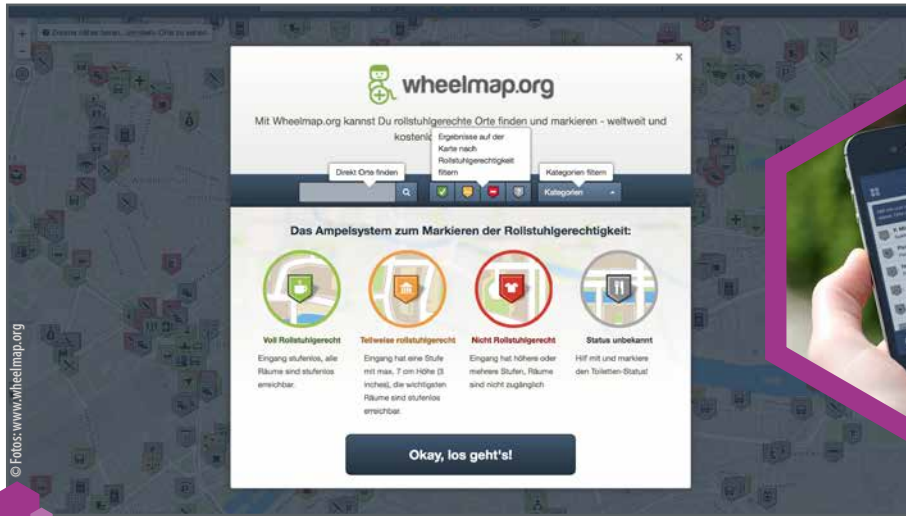 wheelmap.org
Mit Wheelmap.org kannst Du rollstuhlgerechte Orte finden und markieren - weltweit und
Ergebnisse auf der
Karte nach
Rollstuhlgerechtigkeit
filtern
Direkt Orte finden
Kategorien filtern
Kategorien
Das Ampelsystem zum Markieren der Rollstuhlgerechtigkeit:
Voll Rollstuhlgerecht
Eingang stufenlos, alle
Räume sind stufenlos
erreichbar.
Teilweise rollstuhlgerecht
Eingang hat eine Stufe
mit max. 7 cm Höhe (3
inches), die wichtigsten
Räume sind stufenlos
erreichbar.
Nicht Rollstuhlgerecht
Eingang hat höhere oder
mehrere Stufen, Räume
sind nicht zugänglich
Status unbekannt
Hilf mit und markiere
den Toiletten-Status!
Okay, los geht's!
© Fotos: www.wheelmap.org